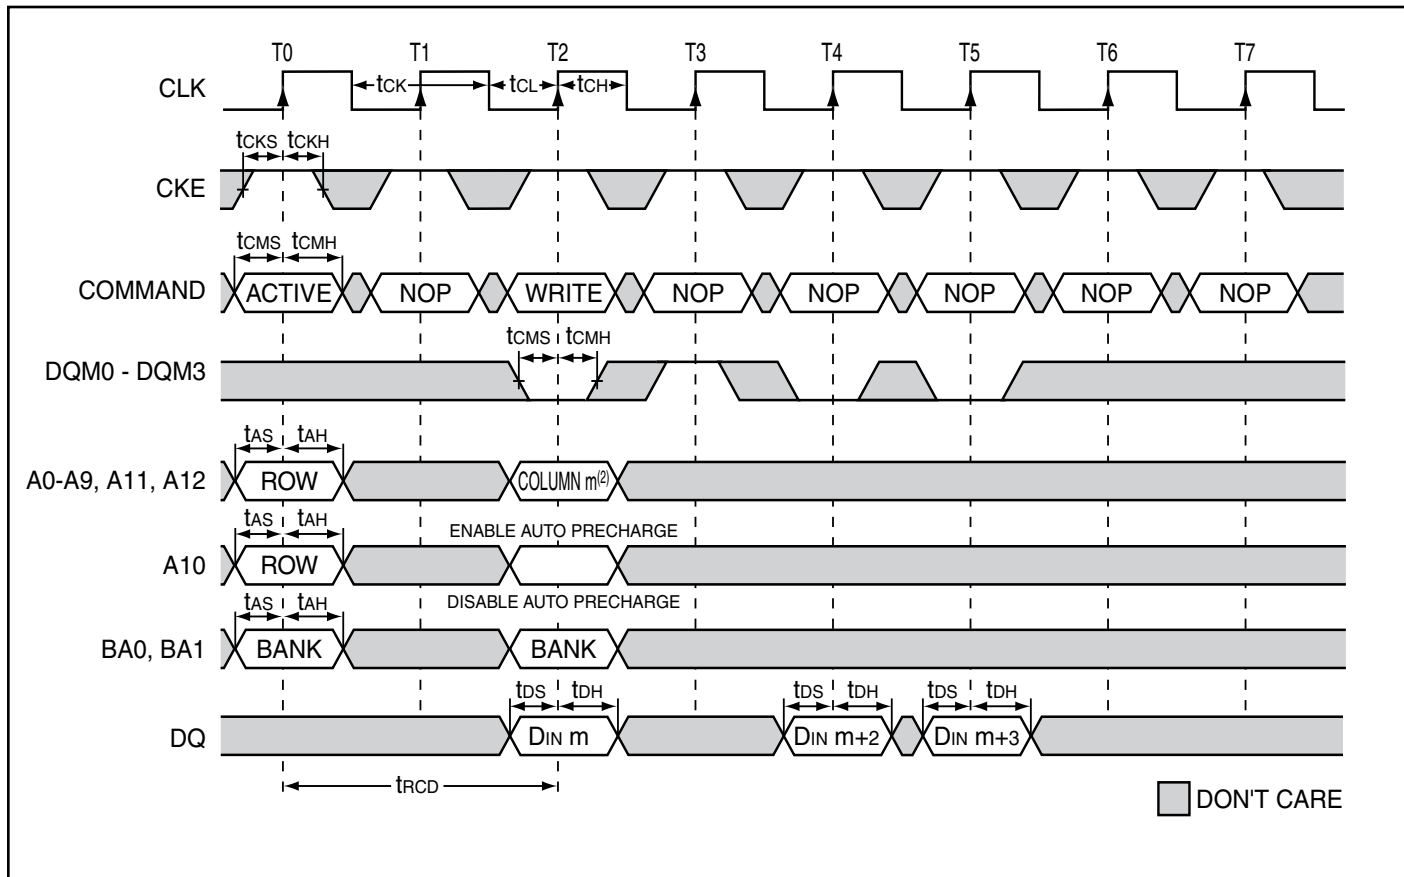 T0 T1 T2 T3 T4 T5 T6 T7
CLK tCK tCL tCH
tCKS tCKH
CKE
tCMS tCMH
COMMAND ACTIVE NOP WRITE NOP NOP NOP NOP NOP
tCMS tCMH
DQM0 - DQM3
tAS tAH
A0-A9, A11, A12 ROW COLUMN m(2)
tAS tAH ENABLE AUTO PRECHARGE
A10 ROW
tAS tAH DISABLE AUTO PRECHARGE
BA0, BA1 BANK BANK
tDS tDH tDS tDH tDS tDH
DQ DIN m DIN m+2 DIN m+3
tRCD
DON'T CARE